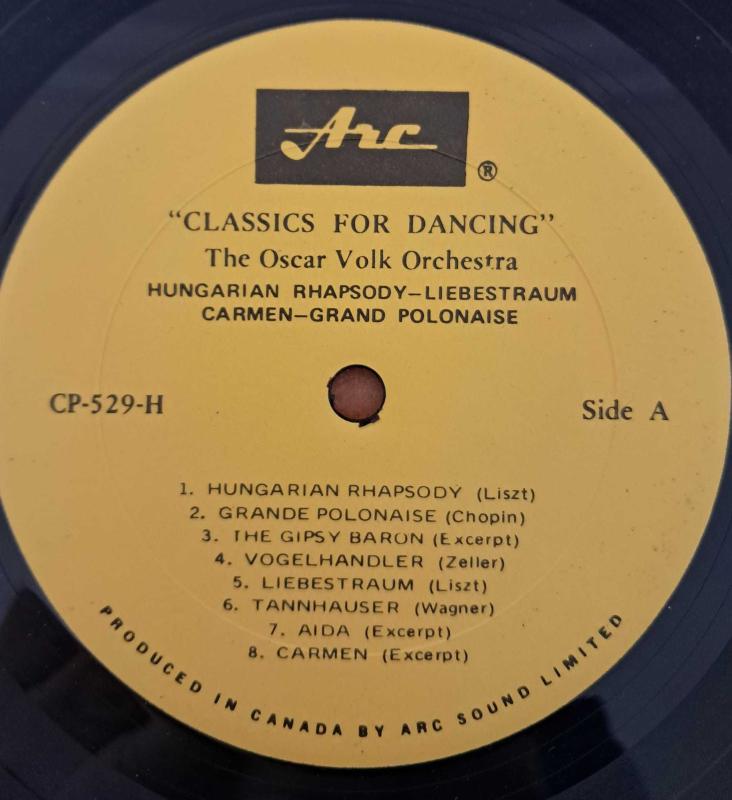 Arc
®
"CLASSICS FOR DANCING"
The Oscar Volk Orchestra
HUNGARIAN RHAPSODY–LIEBESTRAUM
CARMEN–GRAND POLONAISE
CP-529-H
Side A
1. HUNGARIAN RHAPSODY (Liszt)
2. GRANDE POLONAISE (Chopin)
3. THE GIPSY BARON (Excerpt)
4. VOGELHANDLER (Zeller)
5. LIEBESTRAUM (Liszt)
6. TANNHAUSER (Wagner)
7. AIDA (Excerpt)
8. CARMEN (Excerpt)
PRODUCED IN CANADA BY ARC SOUND LIMITED